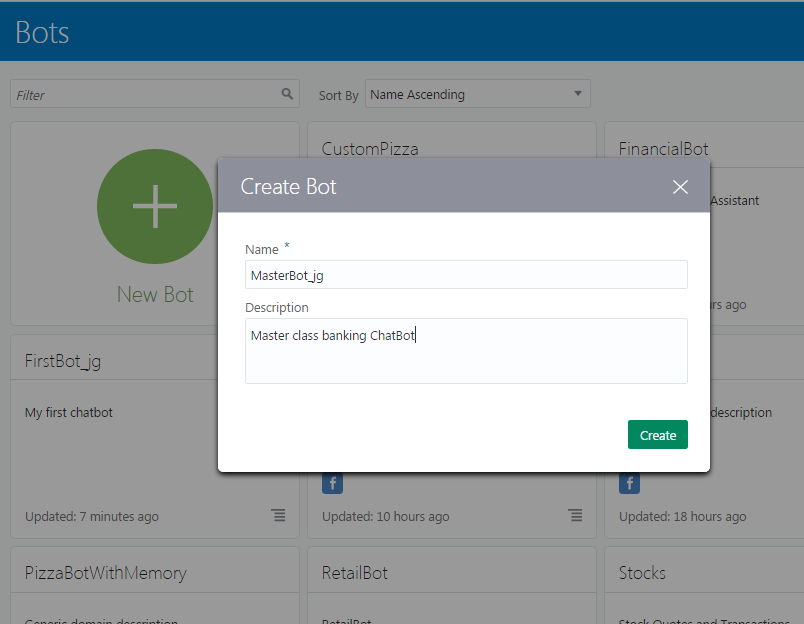 Bots
Filter
Sort By Name Ascending
CustomPizza
FinancialBot
Assistant
New Bot
Create Bot
Name *
MasterBot_jg
Description
Master class banking ChatBot
Create
rs ago
FirstBot_jg
My first chatbot
description
f
f
Updated: 7 minutes ago
Updated: 10 hours ago
Updated: 18 hours ago
PizzaBotWithMemory
RetailBot
Stocks
Generic domain description
RetailBot
Stock Quotes and Transactions